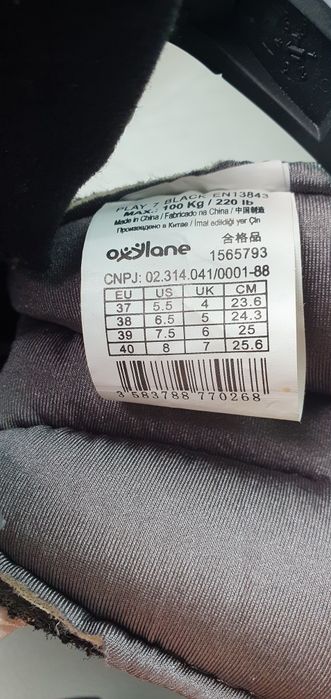 PLAY 7 BLACK EN13843
MAX.: 100 Kg / 220 lb
Made in China / Fabricado na China / 中国制造
Произведено в Китае / Imal edildiği yer Çin
oxylane 合格品
1565793
CNPJ: 02.314.041/0001-88
EU US UK CM
37 5.5 4 23.6
38 6.5 5 24.3
39 7.5 6 25
40 8 7 25.6
3 583788 770268